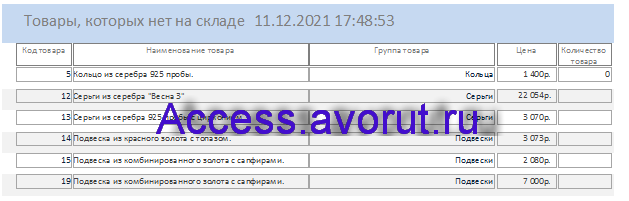 Товары, которых нет на складе 11.12.2021 17:48:53
Код товара Наименование товара Группа товара Цена Количество товара
5 Кольцо из серебра 925 пробы. Кольца 1 400р. 0
12 Серьги из серебра "Весна 3" Серьги 22 054р.
13 Серьги из серебра 925 пробы с Серьги 3 070р.
Access.avorut.ru
14 Подвеска из красного золота с топазом. Подвески 3 073р.
15 Подвеска из комбинированного золота с сапфирами. Подвески 2 080р.
19 Подвеска из комбинированного золота с сапфирами. Подвески 7 000р.